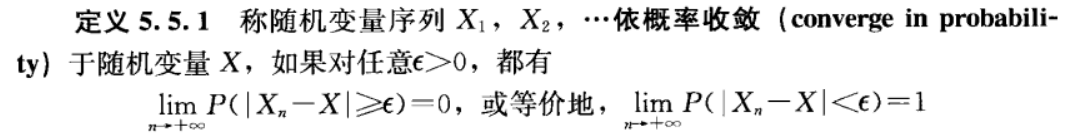 定义 5.5.1 称随机变量序列 X₁，X₂，…依概率收敛（converge in probabili-
ty）于随机变量 X，如果对任意ϵ>0，都有
lim_{n→+∞} P(|Xₙ−X|≥ϵ)=0，或等价地，lim_{n→+∞} P(|Xₙ−X|<ϵ)=1